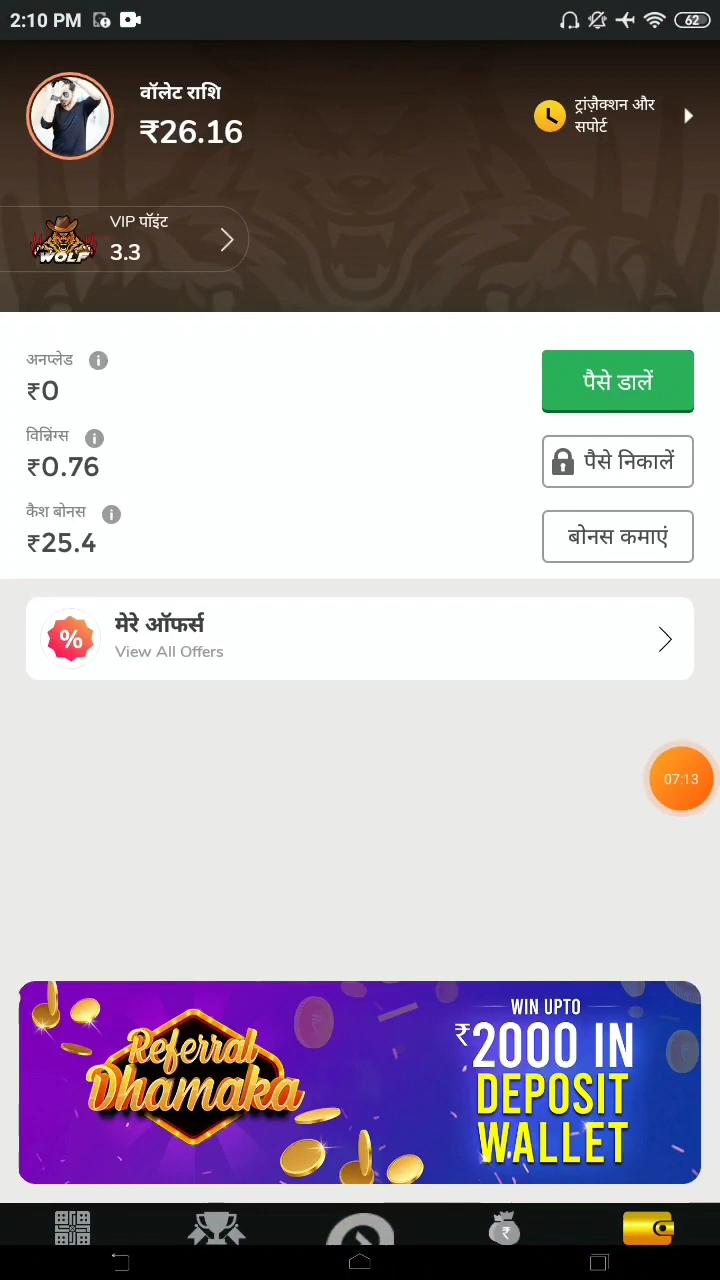 2:10 PM
62
वॉलेट राशि
₹26.16
ट्रांज़ैक्शन और
सपोर्ट
VIP पॉइंट
3.3
WOLF
अनप्लेड
₹0
पैसे डालें
विन्निंग्स
₹0.76
पैसे निकालें
कैश बोनस
₹25.4
बोनस कमाएं
%
मेरे ऑफर्स
View All Offers
07:13
Referral
Dhamaka
WIN UPTO
₹2000 IN
DEPOSIT
WALLET